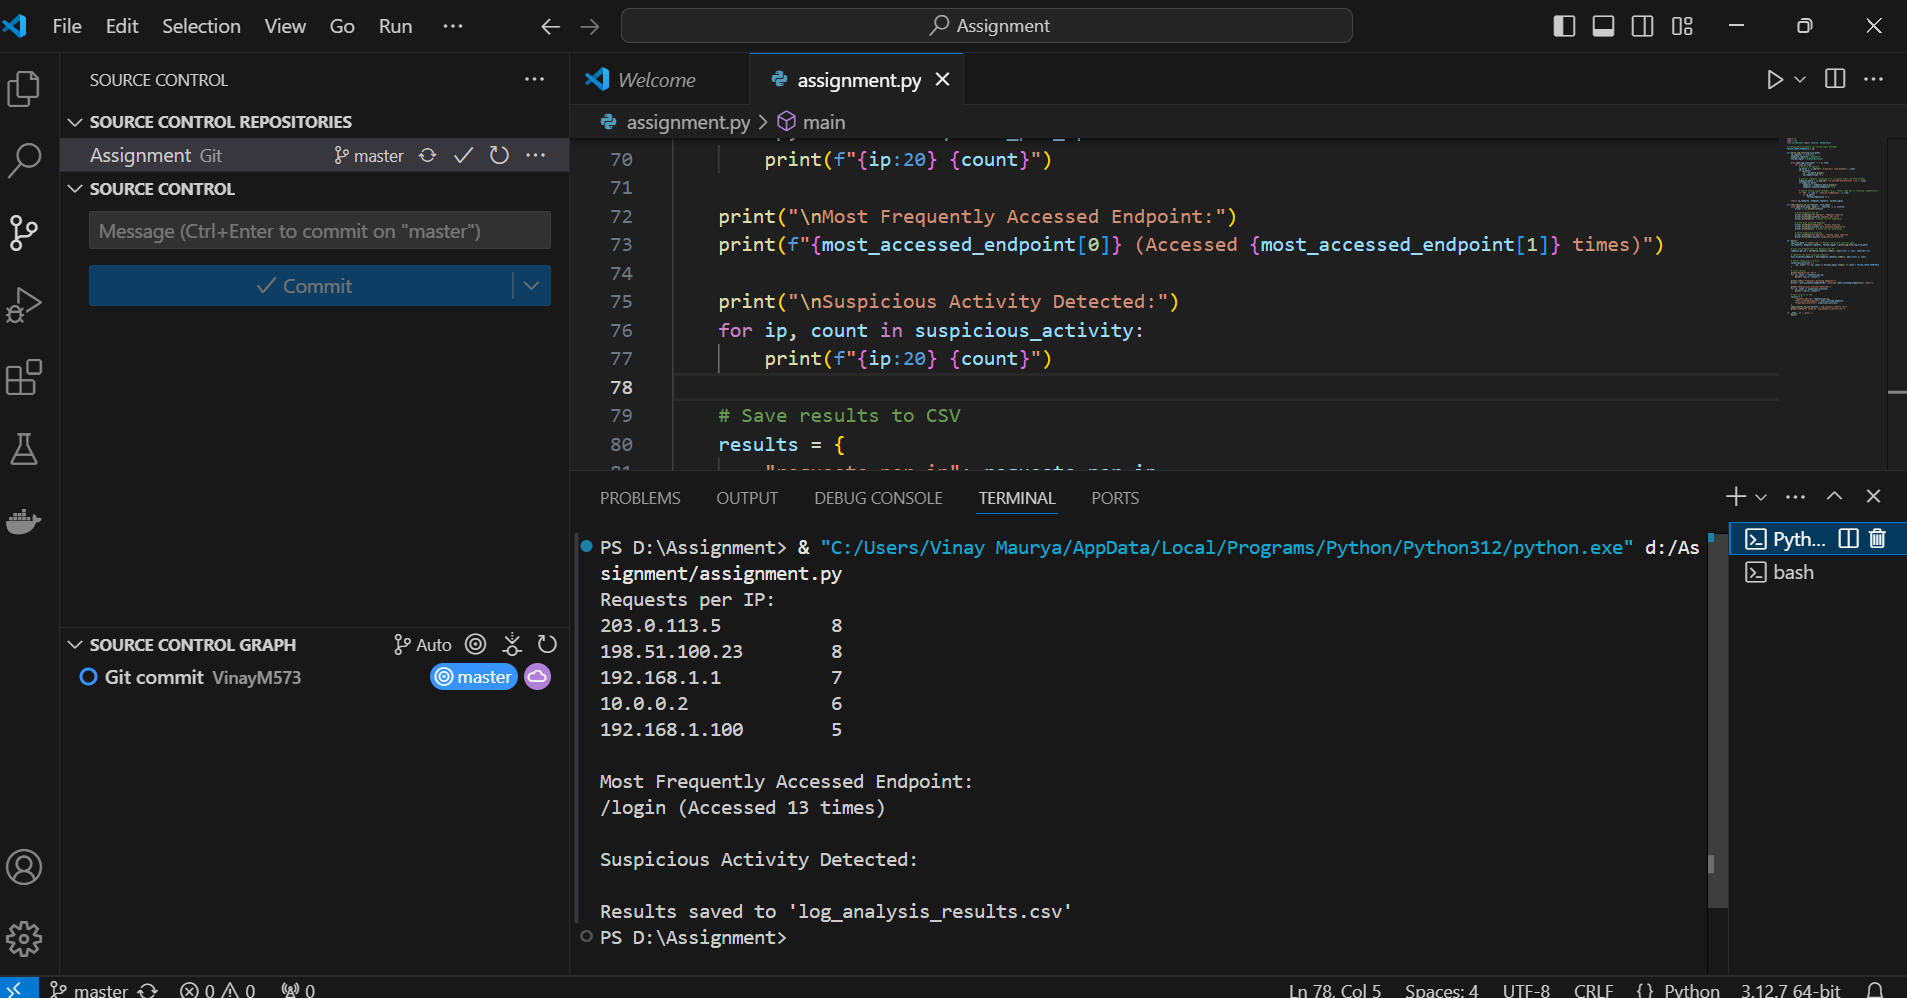 File Edit Selection View Go Run ···
Assignment
SOURCE CONTROL ···
SOURCE CONTROL REPOSITORIES
Assignment Git master ···
SOURCE CONTROL
Message (Ctrl+Enter to commit on "master")
Commit
SOURCE CONTROL GRAPH Auto
Git commit VinayM573 master
Welcome assignment.py
assignment.py > main
70 print(f"{ip:20} {count}")
71
72 print("\nMost Frequently Accessed Endpoint:")
73 print(f"{most_accessed_endpoint[0]} (Accessed {most_accessed_endpoint[1]} times)")
74
75 print("\nSuspicious Activity Detected:")
76 for ip, count in suspicious_activity:
77 print(f"{ip:20} {count}")
78
79 # Save results to CSV
80 results = {
81 "requests_per_ip": requests_per_ip,
PROBLEMS OUTPUT DEBUG CONSOLE TERMINAL PORTS
PS D:\Assignment> & "C:/Users/Vinay Maurya/AppData/Local/Programs/Python/Python312/python.exe" d:/As
signment/assignment.py
Requests per IP:
203.0.113.5 8
198.51.100.23 8
192.168.1.1 7
10.0.0.2 6
192.168.1.100 5
Most Frequently Accessed Endpoint:
/login (Accessed 13 times)
Suspicious Activity Detected:
Results saved to 'log_analysis_results.csv'
PS D:\Assignment>
Pyth...
bash
master 0 0 0 Ln 78, Col 5 Spaces: 4 UTF-8 CRLF {} Python 3.12.7 64-bit